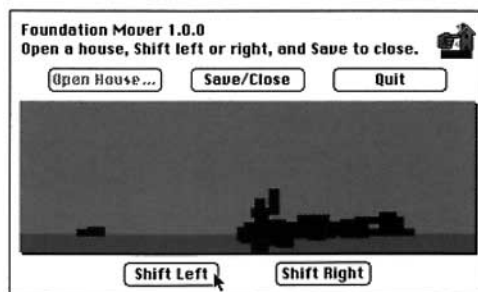 Foundation Mover 1.0.0
Open a house, Shift left or right, and Save to close.
Open House...
Save/Close
Quit
Shift Left
Shift Right